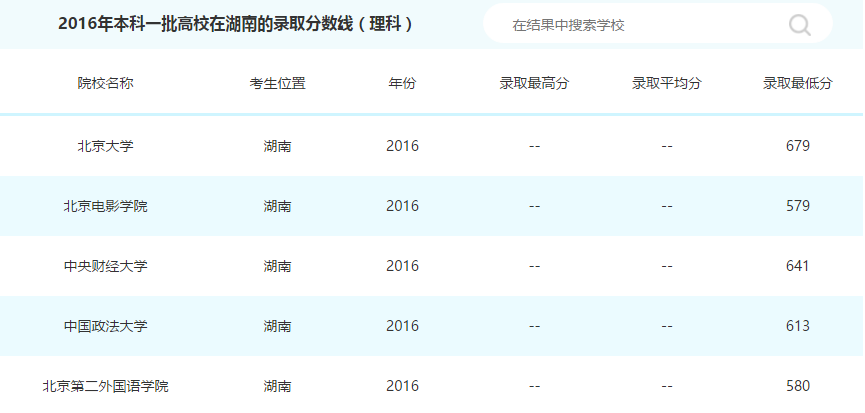 2016年本科一批高校在湖南的录取分数线（理科）
在结果中搜索学校
院校名称 考生位置 年份 录取最高分 录取平均分 录取最低分
北京大学 湖南 2016 -- -- 679
北京电影学院 湖南 2016 -- -- 579
中央财经大学 湖南 2016 -- -- 641
中国政法大学 湖南 2016 -- -- 613
北京第二外国语学院 湖南 2016 -- -- 580